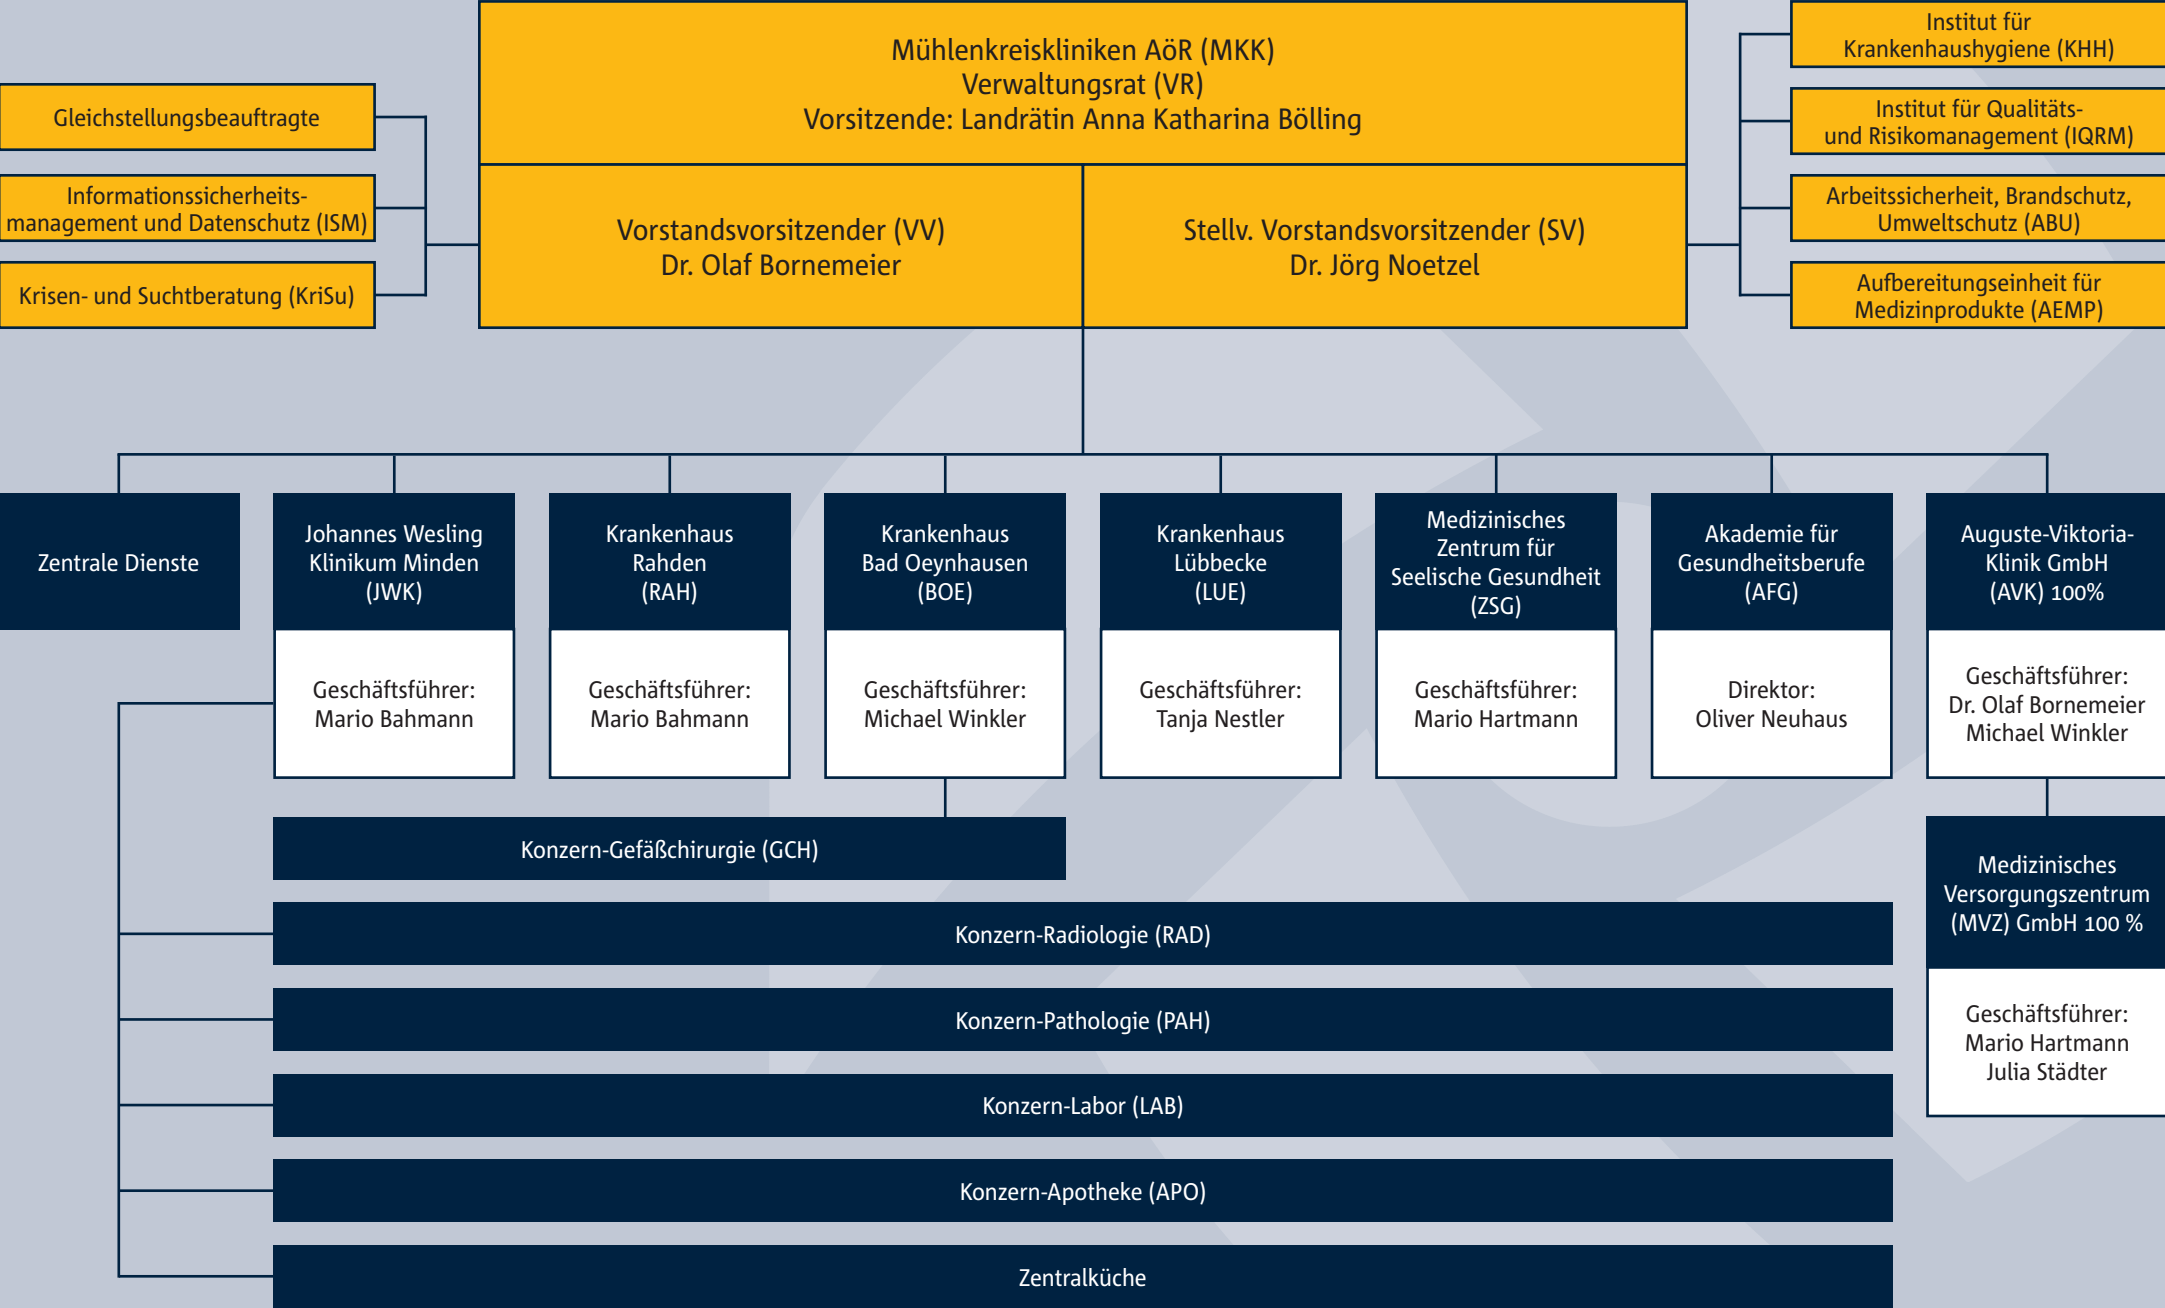 Mühlenkreiskliniken AöR (MKK)
Verwaltungsrat (VR)
Vorsitzende: Landrätin Anna Katharina Bölling
Vorstandsvorsitzender (VV)
Dr. Olaf Bornemeier
Stellv. Vorstandsvorsitzender (SV)
Dr. Jörg Noetzel
Gleichstellungsbeauftragte
Informationssicherheits-
management und Datenschutz (ISM)
Krisen- und Suchtberatung (KriSu)
Institut für
Krankenhaushygiene (KHH)
Institut für Qualitäts-
und Risikomanagement (IQRM)
Arbeitssicherheit, Brandschutz,
Umweltschutz (ABU)
Aufbereitungseinheit für
Medizinprodukte (AEMP)
Zentrale Dienste
Johannes Wesling
Klinikum Minden
(JWK)
Geschäftsführer:
Mario Bahmann
Krankenhaus
Rahden
(RAH)
Geschäftsführer:
Mario Bahmann
Krankenhaus
Bad Oeynhausen
(BOE)
Geschäftsführer:
Michael Winkler
Krankenhaus
Lübbecke
(LUE)
Geschäftsführer:
Tanja Nestler
Medizinisches
Zentrum für
Seelische Gesundheit
(ZSG)
Geschäftsführer:
Mario Hartmann
Akademie für
Gesundheitsberufe
(AFG)
Direktor:
Oliver Neuhaus
Auguste-Viktoria-
Klinik GmbH
(AVK) 100%
Geschäftsführer:
Dr. Olaf Bornemeier
Michael Winkler
Medizinisches
Versorgungszentrum
(MVZ) GmbH 100 %
Geschäftsführer:
Mario Hartmann
Julia Städter
Konzern-Gefäßchirurgie (GCH)
Konzern-Radiologie (RAD)
Konzern-Pathologie (PAH)
Konzern-Labor (LAB)
Konzern-Apotheke (APO)
Zentralküche